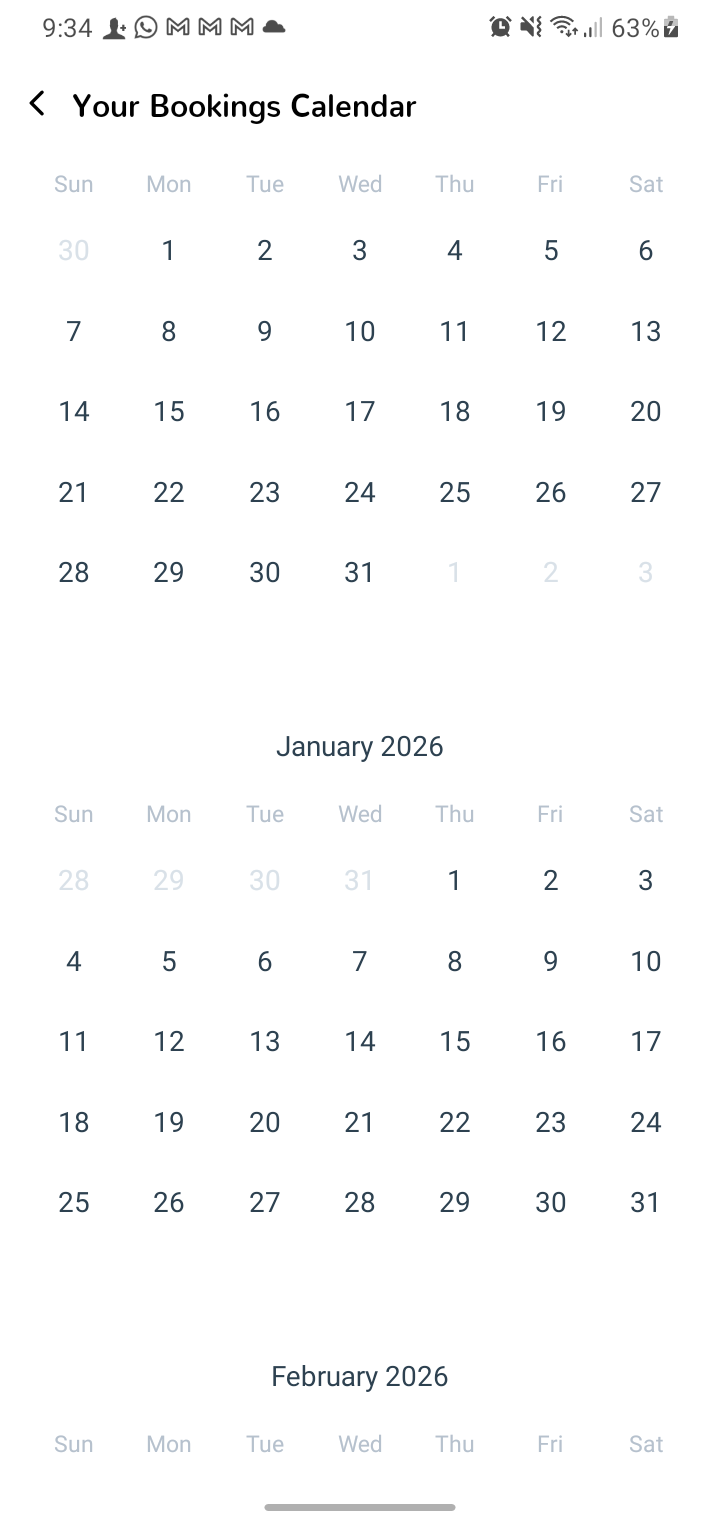 9:34 63%
Your Bookings Calendar
Sun Mon Tue Wed Thu Fri Sat
30 1 2 3 4 5 6
7 8 9 10 11 12 13
14 15 16 17 18 19 20
21 22 23 24 25 26 27
28 29 30 31 1 2 3
January 2026
Sun Mon Tue Wed Thu Fri Sat
28 29 30 31 1 2 3
4 5 6 7 8 9 10
11 12 13 14 15 16 17
18 19 20 21 22 23 24
25 26 27 28 29 30 31
February 2026
Sun Mon Tue Wed Thu Fri Sat